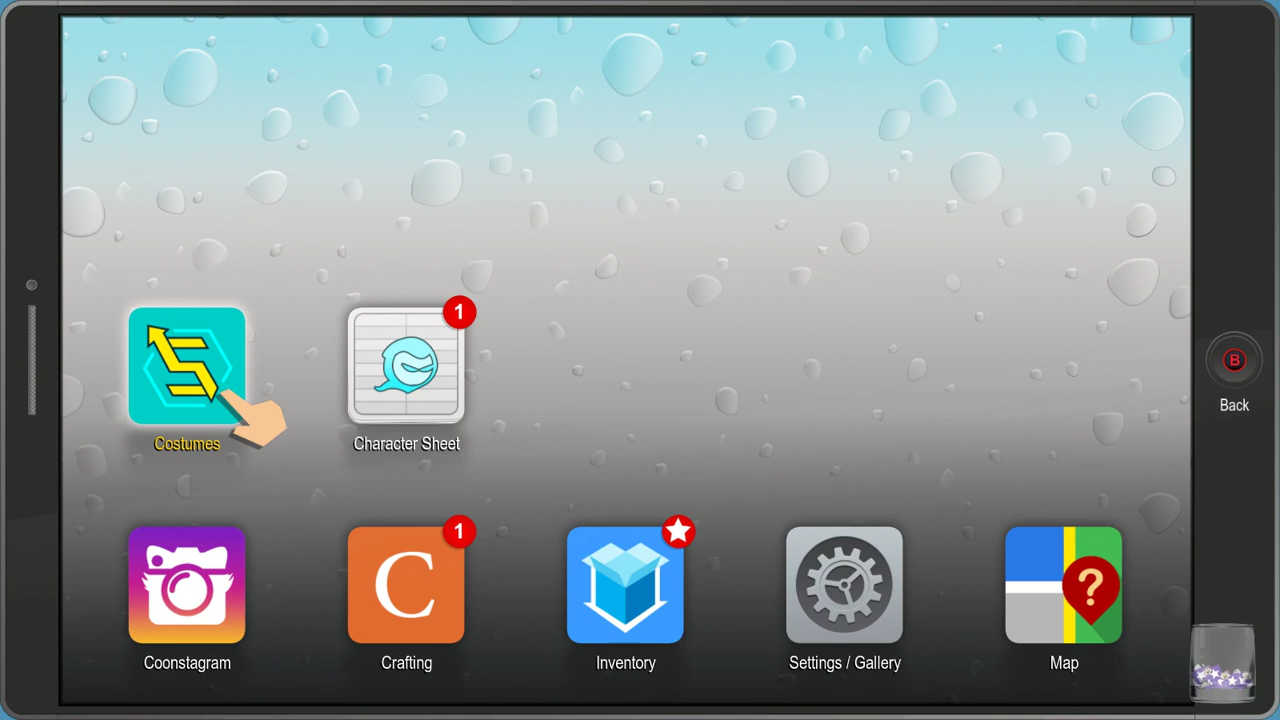 1
Costumes
Character Sheet
B
Back
1
C
?
Coonstagram
Crafting
Inventory
Settings / Gallery
Map